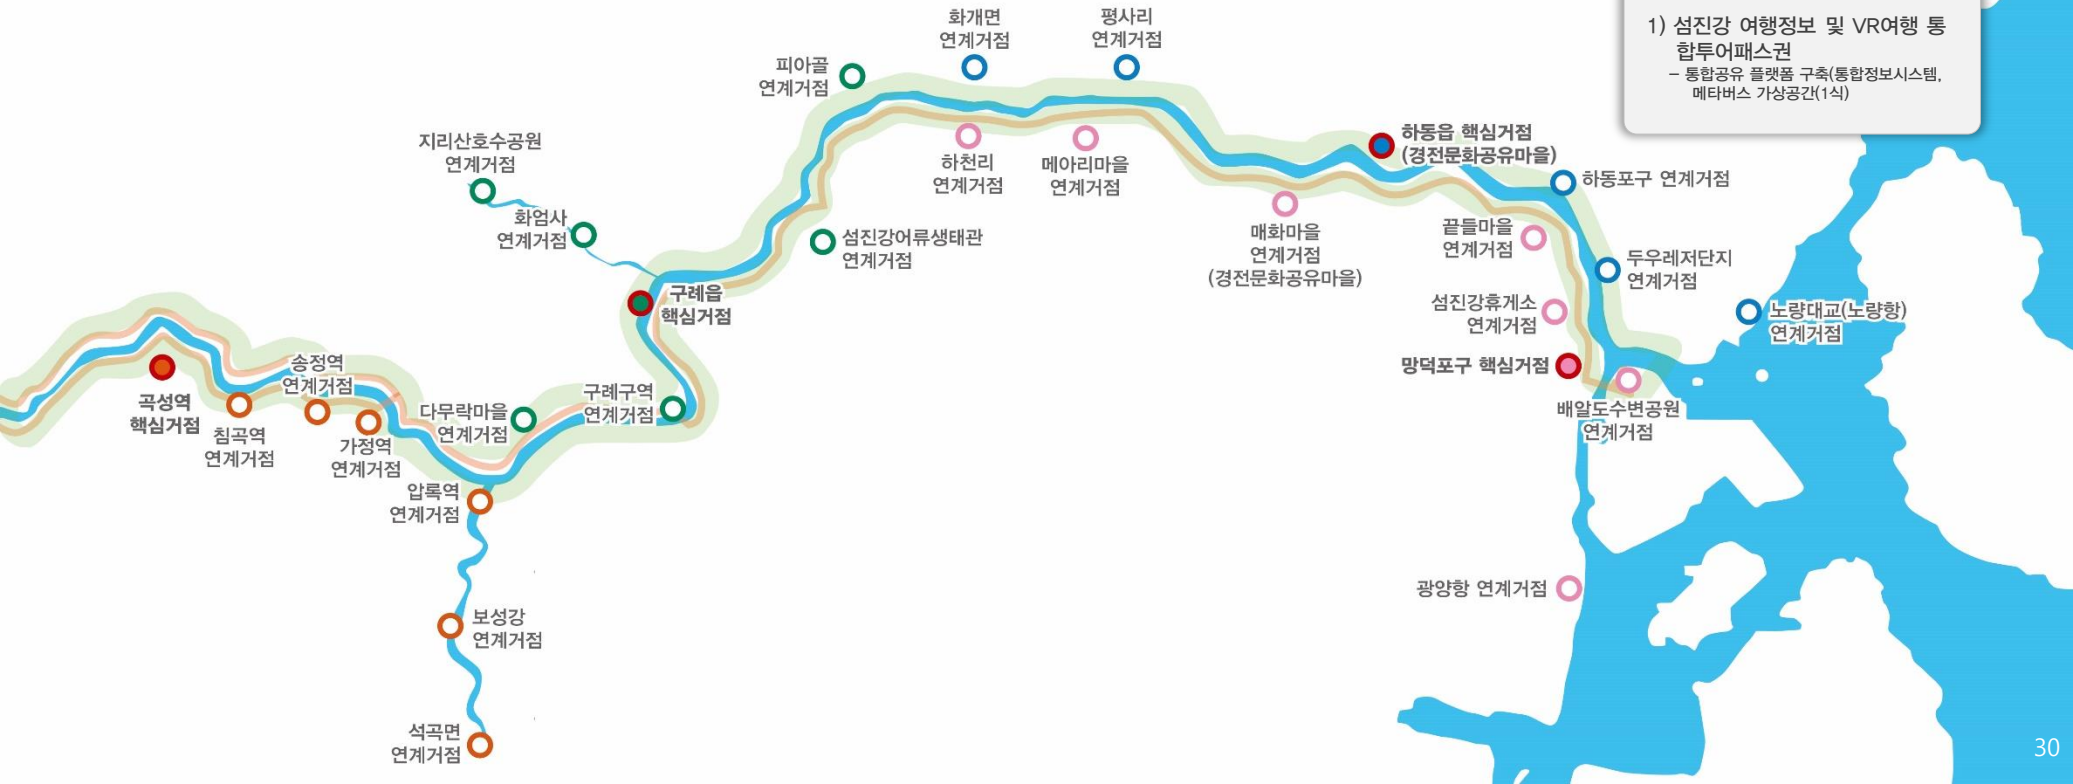 1) 섬진강 여행정보 및 VR여행 통
합투어패스권
- 통합공유 플랫폼 구축(통합정보시스템,
메타버스 가상공간(1식)
화개면
연계거점
평사리
연계거점
피아골
연계거점
지리산호수공원
연계거점
화엄사
연계거점
하천리
연계거점
메아리마을
연계거점
하동읍 핵심거점
(경전문화공유마을)
하동포구 연계거점
섬진강어류생태관
연계거점
매화마을
연계거점
(경전문화공유마을)
끝들마을
연계거점
두우레저단지
연계거점
구례읍
핵심거점
섬진강휴게소
연계거점
노량대교(노량항)
연계거점
망덕포구 핵심거점
배알도수변공원
연계거점
곡성역
핵심거점
침곡역
연계거점
송정역
연계거점
가정역
연계거점
다무락마을
연계거점
구례구역
연계거점
압록역
연계거점
보성강
연계거점
석곡면
연계거점
광양항 연계거점
30